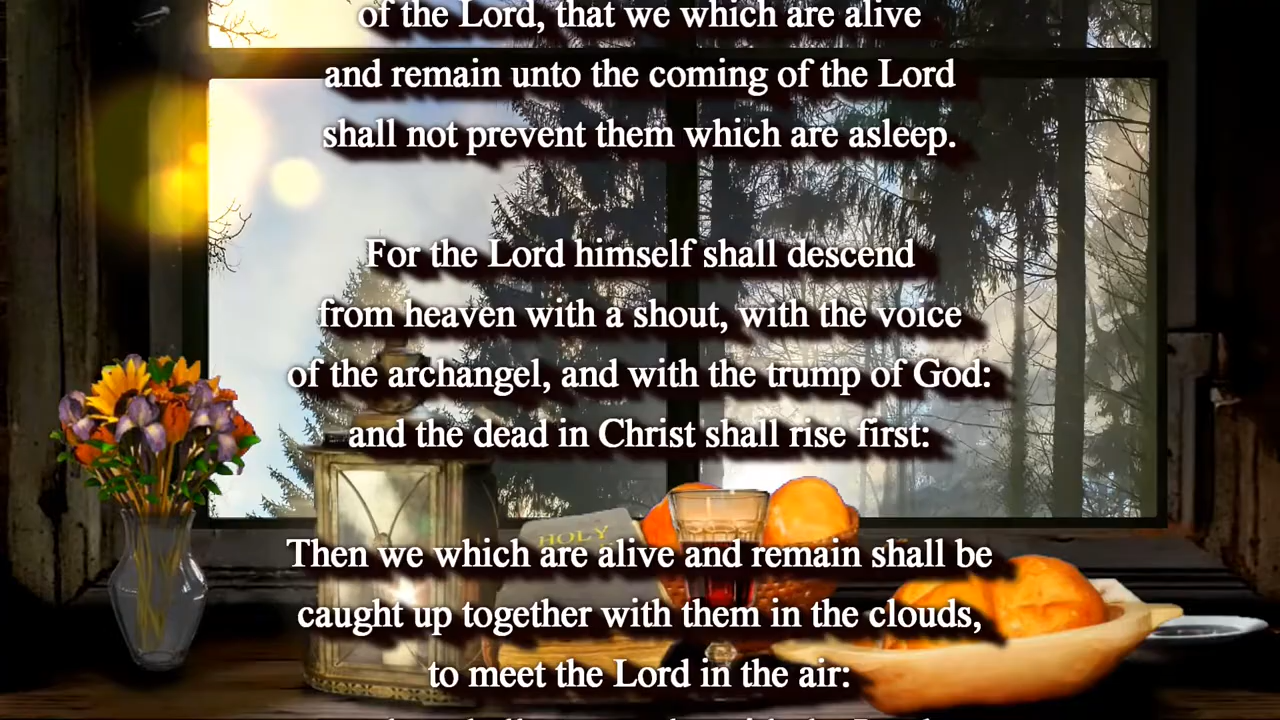 of the Lord, that we which are alive
and remain unto the coming of the Lord
shall not prevent them which are asleep.
For the Lord himself shall descend
from heaven with a shout, with the voice
of the archangel, and with the trump of God:
and the dead in Christ shall rise first:
HOLY
Then we which are alive and remain shall be
caught up together with them in the clouds,
to meet the Lord in the air: